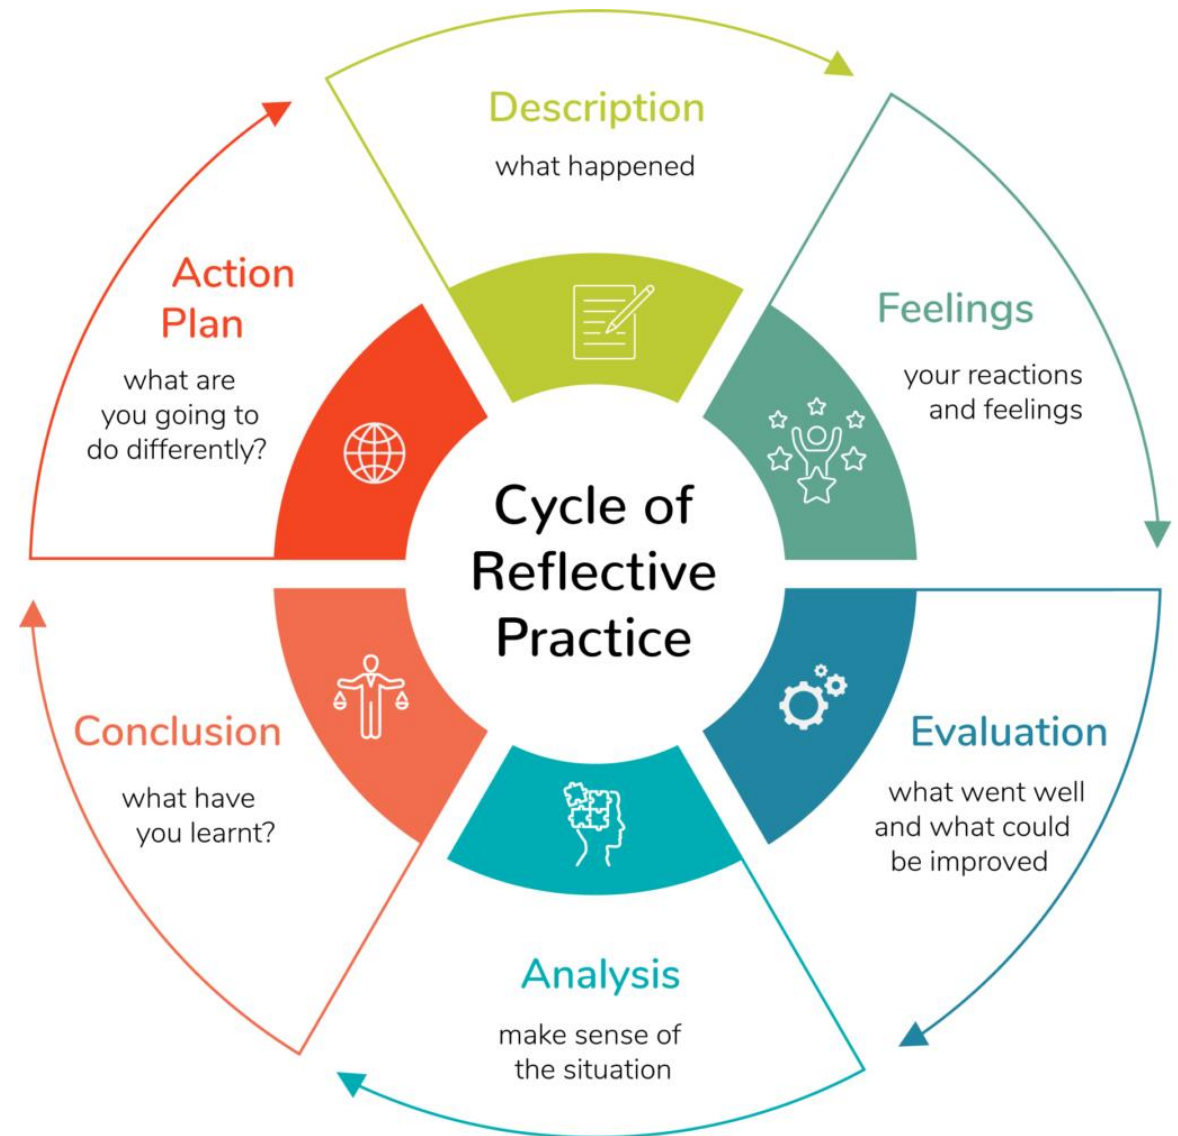 Cycle of
Reflective
Practice
Description
what happened
Feelings
your reactions
and feelings
Evaluation
what went well
and what could
be improved
Analysis
make sense of
the situation
Conclusion
what have
you learnt?
Action
Plan
what are
you going to
do differently?